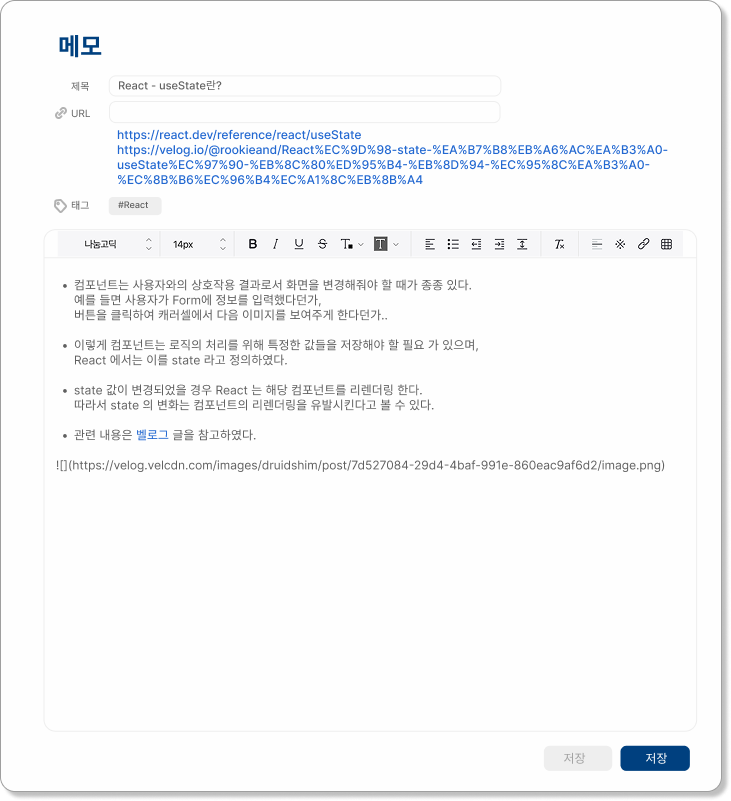 메모
제목
React - useState란?
URL
https://react.dev/reference/react/useState
https://velog.io/@rookieand/React%EC%9D%98-state-%EA%B7%B8%EB%A6%AC%EA%B3%A0-
useState%EC%97%90-%EB%8C%80%ED%95%B4-%EB%8D%94-%EC%95%8C%EA%B3%A0-
%EC%8B%B6%EC%96%B4%EC%A1%8C%EB%8B%A4
태그
#React
나눔고딕 14px B I U S T T
• 컴포넌트는 사용자와의 상호작용 결과로서 화면을 변경해줘야 할 때가 종종 있다.
예를 들면 사용자가 Form에 정보를 입력했다던가,
버튼을 클릭하여 캐러셀에서 다음 이미지를 보여주게 한다던가..
• 이렇게 컴포넌트는 로직의 처리를 위해 특정한 값들을 저장해야 할 필요 가 있으며,
React 에서는 이를 state 라고 정의하였다.
• state 값이 변경되었을 경우 React 는 해당 컴포넌트를 리렌더링 한다.
따라서 state 의 변화는 컴포넌트의 리렌더링을 유발시킨다고 볼 수 있다.
• 관련 내용은 벨로그 글을 참고하였다.
![](https://velog.velcdn.com/images/druidshim/post/7d527084-29d4-4baf-991e-860eac9af6d2/image.png)
저장
저장